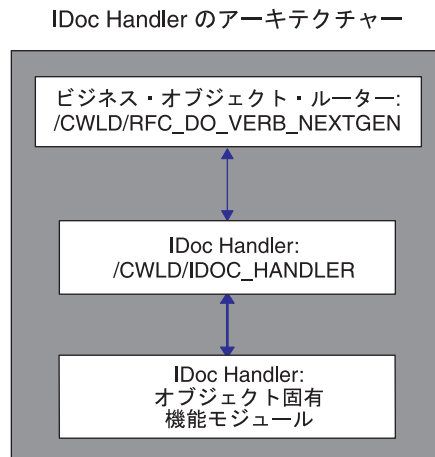 IDoc Handler のアーキテクチャー
ビジネス・オブジェクト・ルーター:
/CWLD/RFC_DO_VERB_NEXTGEN
IDoc Handler:
/CWLD/IDOC_HANDLER
IDoc Handler:
オブジェクト固有
機能モジュール